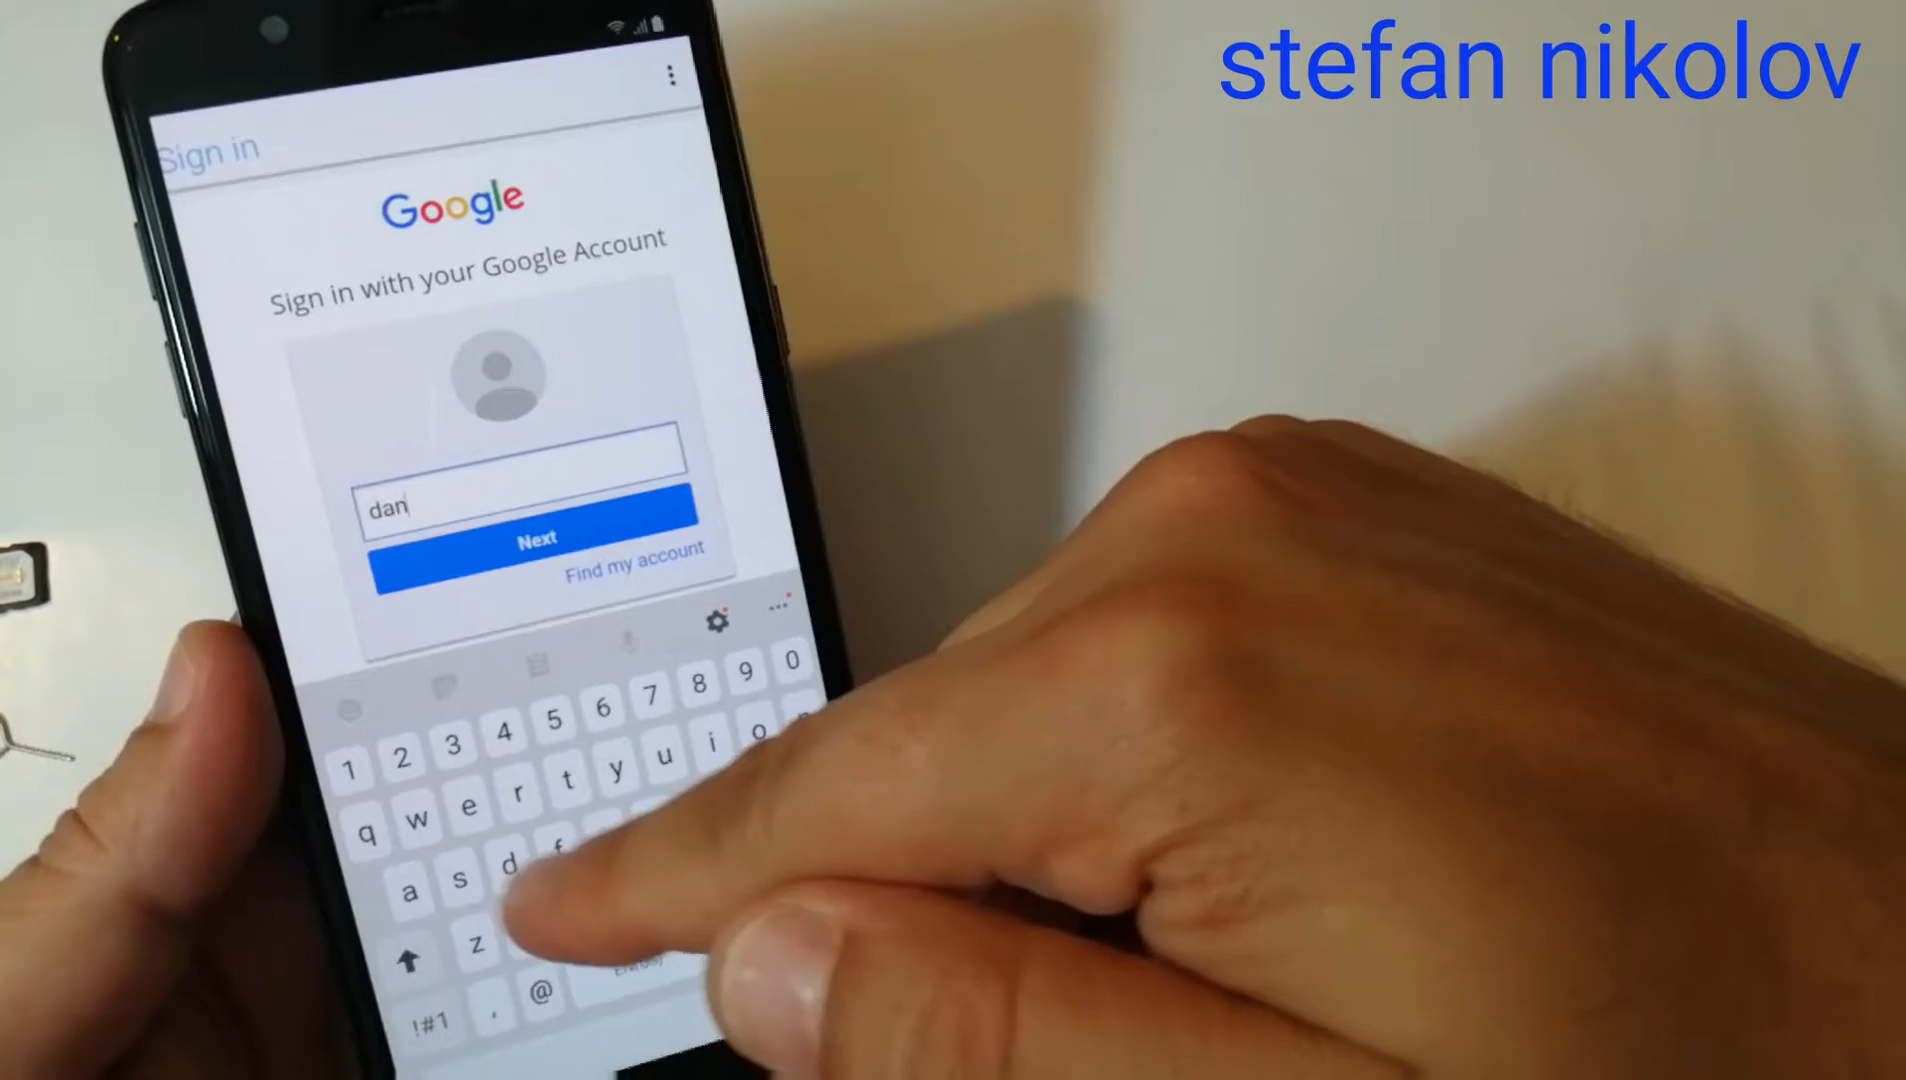 stefan nikolov
Sign in
Google
Sign in with your Google Account
dan
Next
Find my account
1 2 3 4 5 6 7 8 9 0
q w e r t y u i o
a s d f
z
!#1 , @